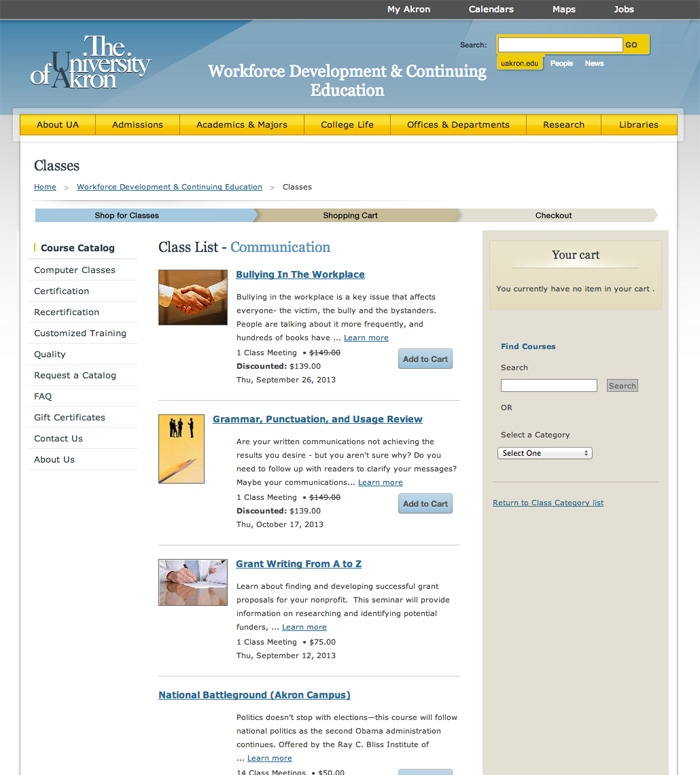 My Akron
Calendars
Maps
Jobs
The
University
of Akron
Workforce Development & Continuing
Education
Search:
GO
uakron.edu
People
News
About UA
Admissions
Academics & Majors
College Life
Offices & Departments
Research
Libraries
Classes
Home > Workforce Development & Continuing Education > Classes
Shop for Classes
Shopping Cart
Checkout
Course Catalog
Computer Classes
Certification
Recertification
Customized Training
Quality
Request a Catalog
FAQ
Gift Certificates
Contact Us
About Us
Class List - Communication
Bullying In The Workplace
Bullying in the workplace is a key issue that affects
everyone- the victim, the bully and the bystanders.
People are talking about it more frequently, and
hundreds of books have ... Learn more
1 Class Meeting • $149.00
Discounted: $139.00
Thu, September 26, 2013
Add to Cart
Grammar, Punctuation, and Usage Review
Are your written communications not achieving the
results you desire - but you aren't sure why? Do you
need to follow up with readers to clarify your messages?
Maybe your communications... Learn more
1 Class Meeting • $149.00
Discounted: $139.00
Thu, October 17, 2013
Add to Cart
Grant Writing From A to Z
Learn about finding and developing successful grant
proposals for your nonprofit. This seminar will provide
information on researching and identifying potential
funders, ... Learn more
1 Class Meeting • $75.00
Thu, September 12, 2013
National Battleground (Akron Campus)
Politics doesn't stop with elections—this course will follow
national politics as the second Obama administration
continues. Offered by the Ray C. Bliss Institute of
... Learn more
14 Class Meetings • $50.00
Your cart
You currently have no item in your cart .
Find Courses
Search
Search
OR
Select a Category
Select One
Return to Class Category list